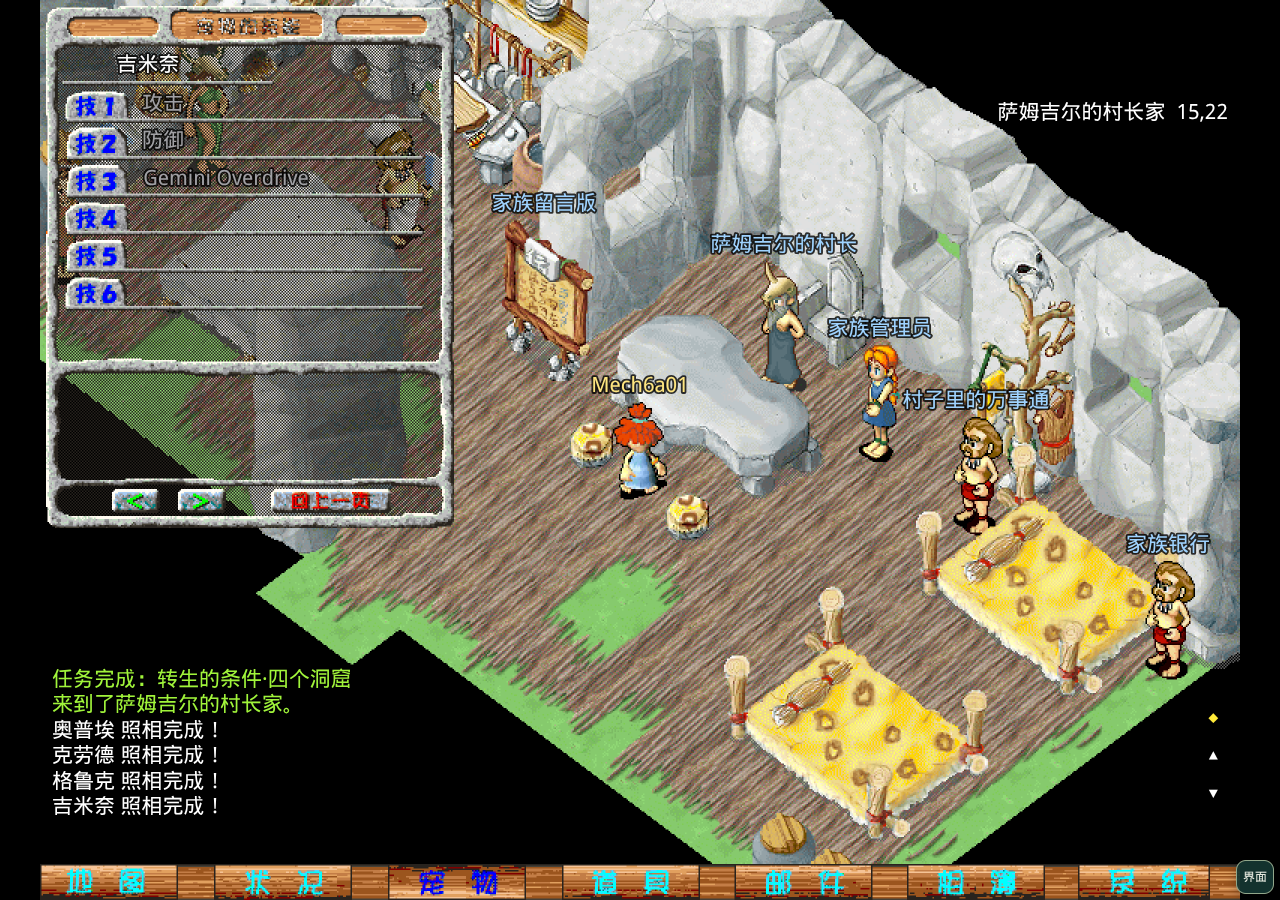 宠物的技能
吉米奈
技1 攻击
技2 防御
技3 Gemini Overdrive
技4
技5
技6
回上一页
萨姆吉尔的村长家 15,22
家族留言版
萨姆吉尔的村长
家族管理员
Mech6a01
村子里的万事通
家族银行
任务完成：转生的条件·四个洞窟
来到了萨姆吉尔的村长家。
奥普埃 照相完成！
克劳德 照相完成！
格鲁克 照相完成！
吉米奈 照相完成！
地图 状况 宠物 道具 邮件 相簿 系统
界面